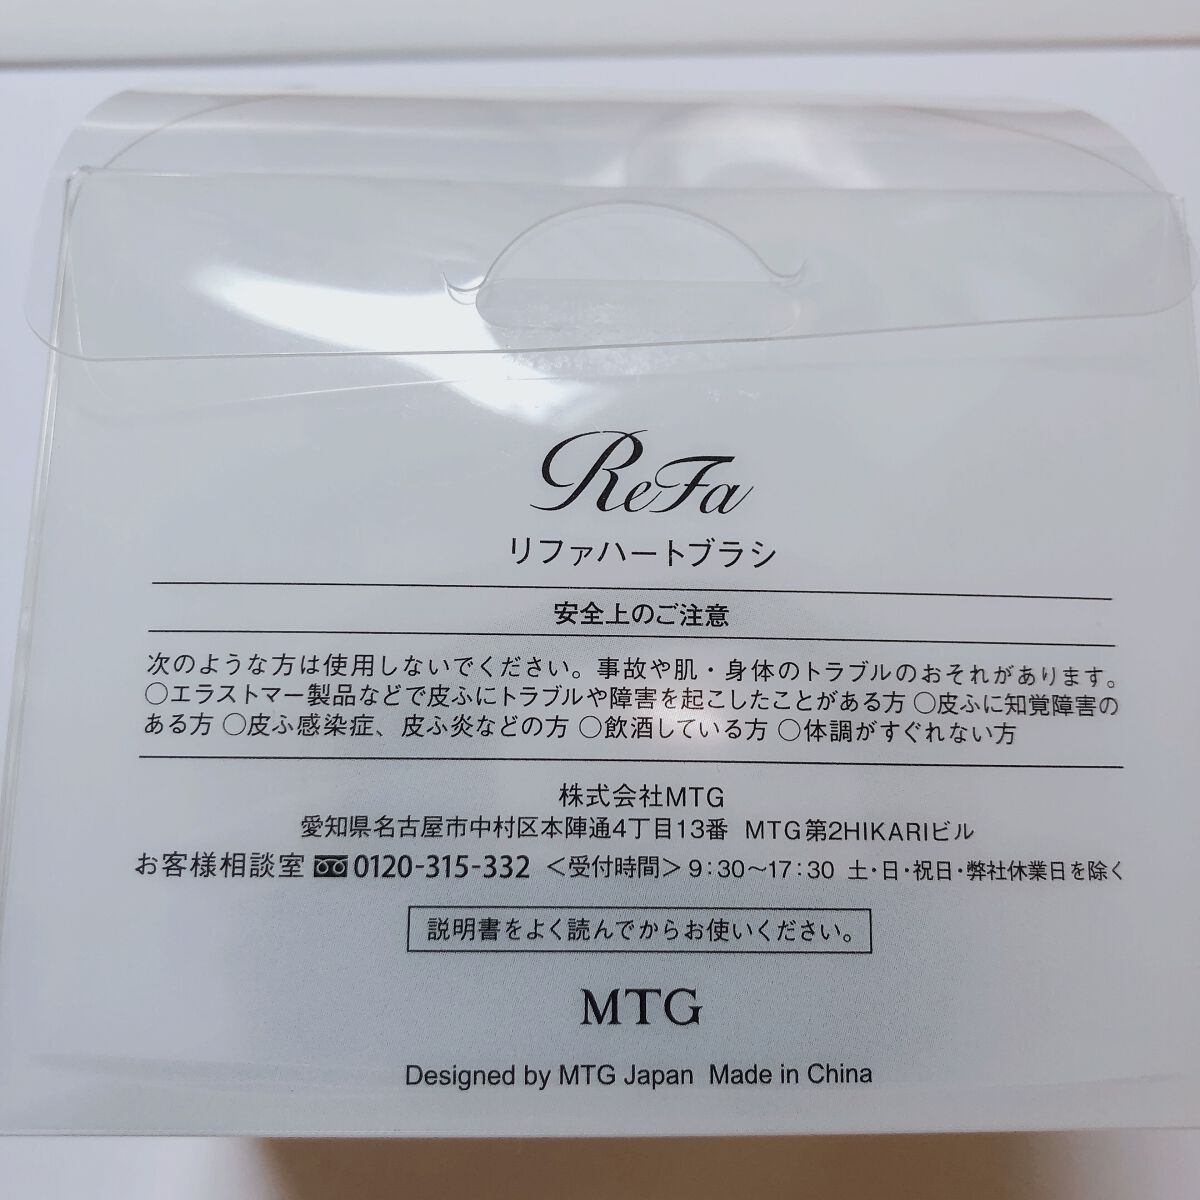 ReFa
リファハートブラシ
安全上のご注意
次のような方は使用しないでください。事故や肌・身体のトラブルのおそれがあります。
○エラストマー製品などで皮ふにトラブルや障害を起こしたことがある方 ○皮ふに知覚障害の
ある方 ○皮ふ感染症、皮ふ炎などの方 ○飲酒している方 ○体調がすぐれない方
株式会社MTG
愛知県名古屋市中村区本陣通4丁目13番 MTG第2HIKARIビル
お客様相談室 0120-315-332 <受付時間> 9:30〜17:30 土・日・祝日・弊社休業日を除く
説明書をよく読んでからお使いください。
MTG
Designed by MTG Japan Made in China